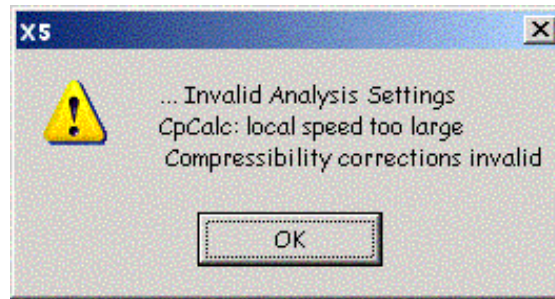 X5
... Invalid Analysis Settings
CpCalc: local speed too large
Compressibility corrections invalid
OK